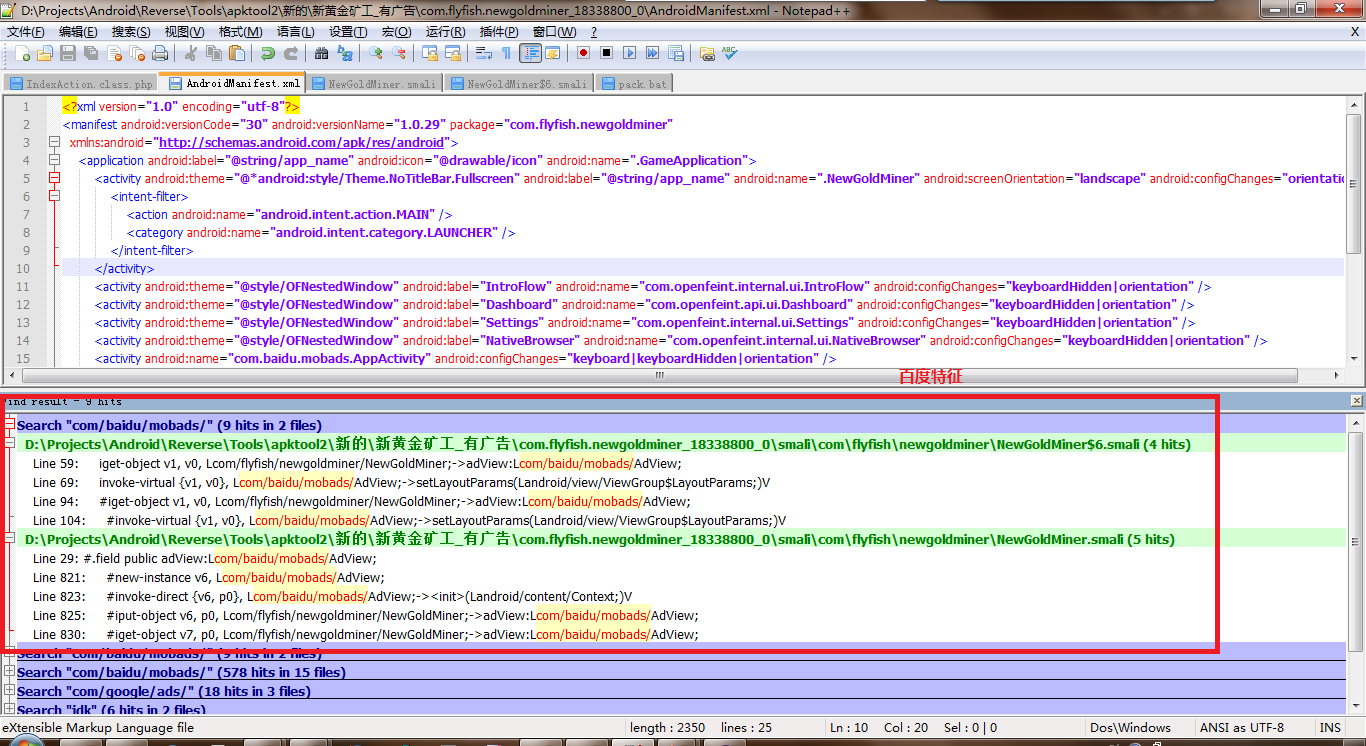 D:\Projects\Android\Reverse\Tools\apktool2\新的\新黄金矿工_有广告\com.flyfish.newgoldminer_18338800_0\AndroidManifest.xml - Notepad++
文件(F) 编辑(E) 搜索(S) 视图(V) 格式(M) 语言(L) 设置(T) 宏(O) 运行(R) 插件(P) 窗口(W) ? X
IndexAction.class.php AndroidManifest.xml NewGoldMiner.smali NewGoldMiner$6.smali pack.bat
1 <?xml version="1.0" encoding="utf-8"?>
2 <manifest android:versionCode="30" android:versionName="1.0.29" package="com.flyfish.newgoldminer"
3 xmlns:android="http://schemas.android.com/apk/res/android">
4 <application android:label="@string/app_name" android:icon="@drawable/icon" android:name=".GameApplication">
5 <activity android:theme="@*android:style/Theme.NoTitleBar.Fullscreen" android:label="@string/app_name" android:name=".NewGoldMiner" android:screenOrientation="landscape" android:configChanges="orientatio
6 <intent-filter>
7 <action android:name="android.intent.action.MAIN" />
8 <category android:name="android.intent.category.LAUNCHER" />
9 </intent-filter>
10 </activity>
11 <activity android:theme="@style/OFNestedWindow" android:label="IntroFlow" android:name="com.openfeint.internal.ui.IntroFlow" android:configChanges="keyboardHidden|orientation" />
12 <activity android:theme="@style/OFNestedWindow" android:label="Dashboard" android:name="com.openfeint.api.ui.Dashboard" android:configChanges="keyboardHidden|orientation" />
13 <activity android:theme="@style/OFNestedWindow" android:label="Settings" android:name="com.openfeint.internal.ui.Settings" android:configChanges="keyboardHidden|orientation" />
14 <activity android:theme="@style/OFNestedWindow" android:label="NativeBrowser" android:name="com.openfeint.internal.ui.NativeBrowser" android:configChanges="keyboardHidden|orientation" />
15 <activity android:name="com.baidu.mobads.AppActivity" android:configChanges="keyboard|keyboardHidden|orientation" />
百度特征
Find result - 9 hits
Search "com/baidu/mobads/" (9 hits in 2 files)
D:\Projects\Android\Reverse\Tools\apktool2\新的\新黄金矿工_有广告\com.flyfish.newgoldminer_18338800_0\smali\com\flyfish\newgoldminer\NewGoldMiner$6.smali (4 hits)
Line 59: iget-object v1, v0, Lcom/flyfish/newgoldminer/NewGoldMiner;->adView:Lcom/baidu/mobads/AdView;
Line 69: invoke-virtual {v1, v0}, Lcom/baidu/mobads/AdView;->setLayoutParams(Landroid/view/ViewGroup$LayoutParams;)V
Line 94: #iget-object v1, v0, Lcom/flyfish/newgoldminer/NewGoldMiner;->adView:Lcom/baidu/mobads/AdView;
Line 104: #invoke-virtual {v1, v0}, Lcom/baidu/mobads/AdView;->setLayoutParams(Landroid/view/ViewGroup$LayoutParams;)V
D:\Projects\Android\Reverse\Tools\apktool2\新的\新黄金矿工_有广告\com.flyfish.newgoldminer_18338800_0\smali\com\flyfish\newgoldminer\NewGoldMiner.smali (5 hits)
Line 29: #.field public adView:Lcom/baidu/mobads/AdView;
Line 821: #new-instance v6, Lcom/baidu/mobads/AdView;
Line 823: #invoke-direct {v6, p0}, Lcom/baidu/mobads/AdView;-><init>(Landroid/content/Context;)V
Line 825: #iput-object v6, p0, Lcom/flyfish/newgoldminer/NewGoldMiner;->adView:Lcom/baidu/mobads/AdView;
Line 830: #iget-object v7, p0, Lcom/flyfish/newgoldminer/NewGoldMiner;->adView:Lcom/baidu/mobads/AdView;
Search "com/baidu/mobads/" (9 hits in 2 files)
Search "com/baidu/mobads/" (578 hits in 15 files)
Search "com/google/ads/" (18 hits in 3 files)
Search "idk" (6 hits in 2 files)
eXtensible Markup Language file length : 2350 lines : 25 Ln : 10 Col : 20 Sel : 0 | 0 Dos\Windows ANSI as UTF-8 INS